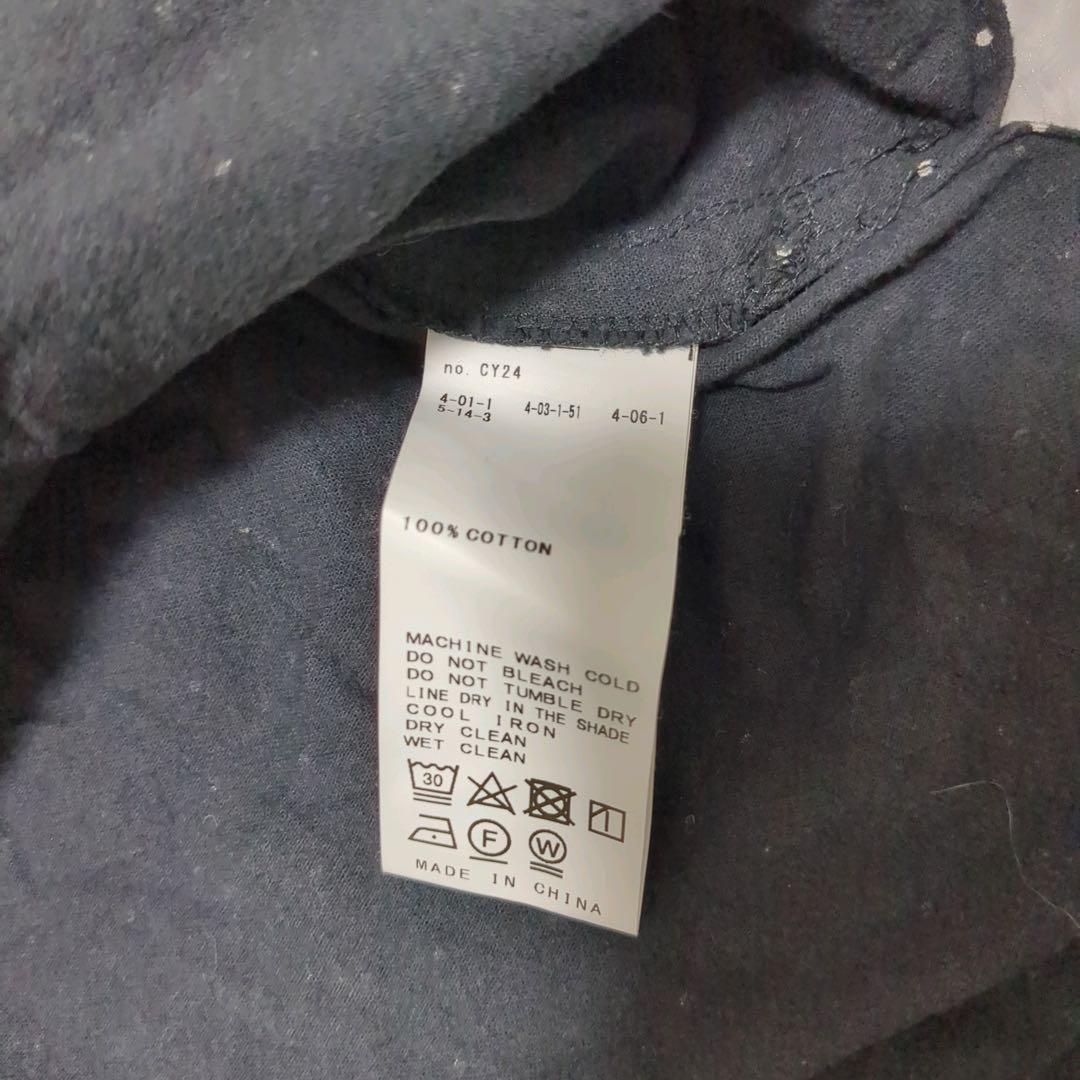 no. CY24
4-01-1 4-03-1-51 4-06-1
5-14-3
100% COTTON
MACHINE WASH COLD
DO NOT BLEACH
DO NOT TUMBLE DRY
LINE DRY IN THE SHADE
COOL IRON
DRY CLEAN
WET CLEAN
30
F W
MADE IN CHINA